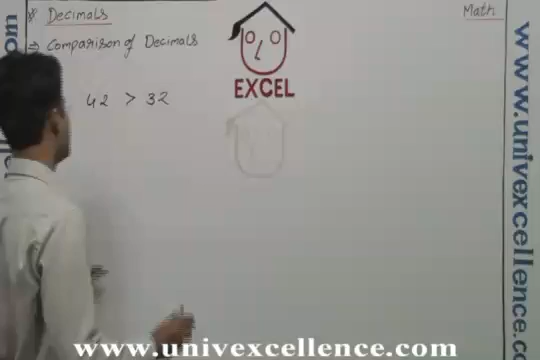 Decimals
Math
⇒ Comparison of Decimals
EXCEL
42 > 32
www.univexcellence.com
www.univexcellence.com